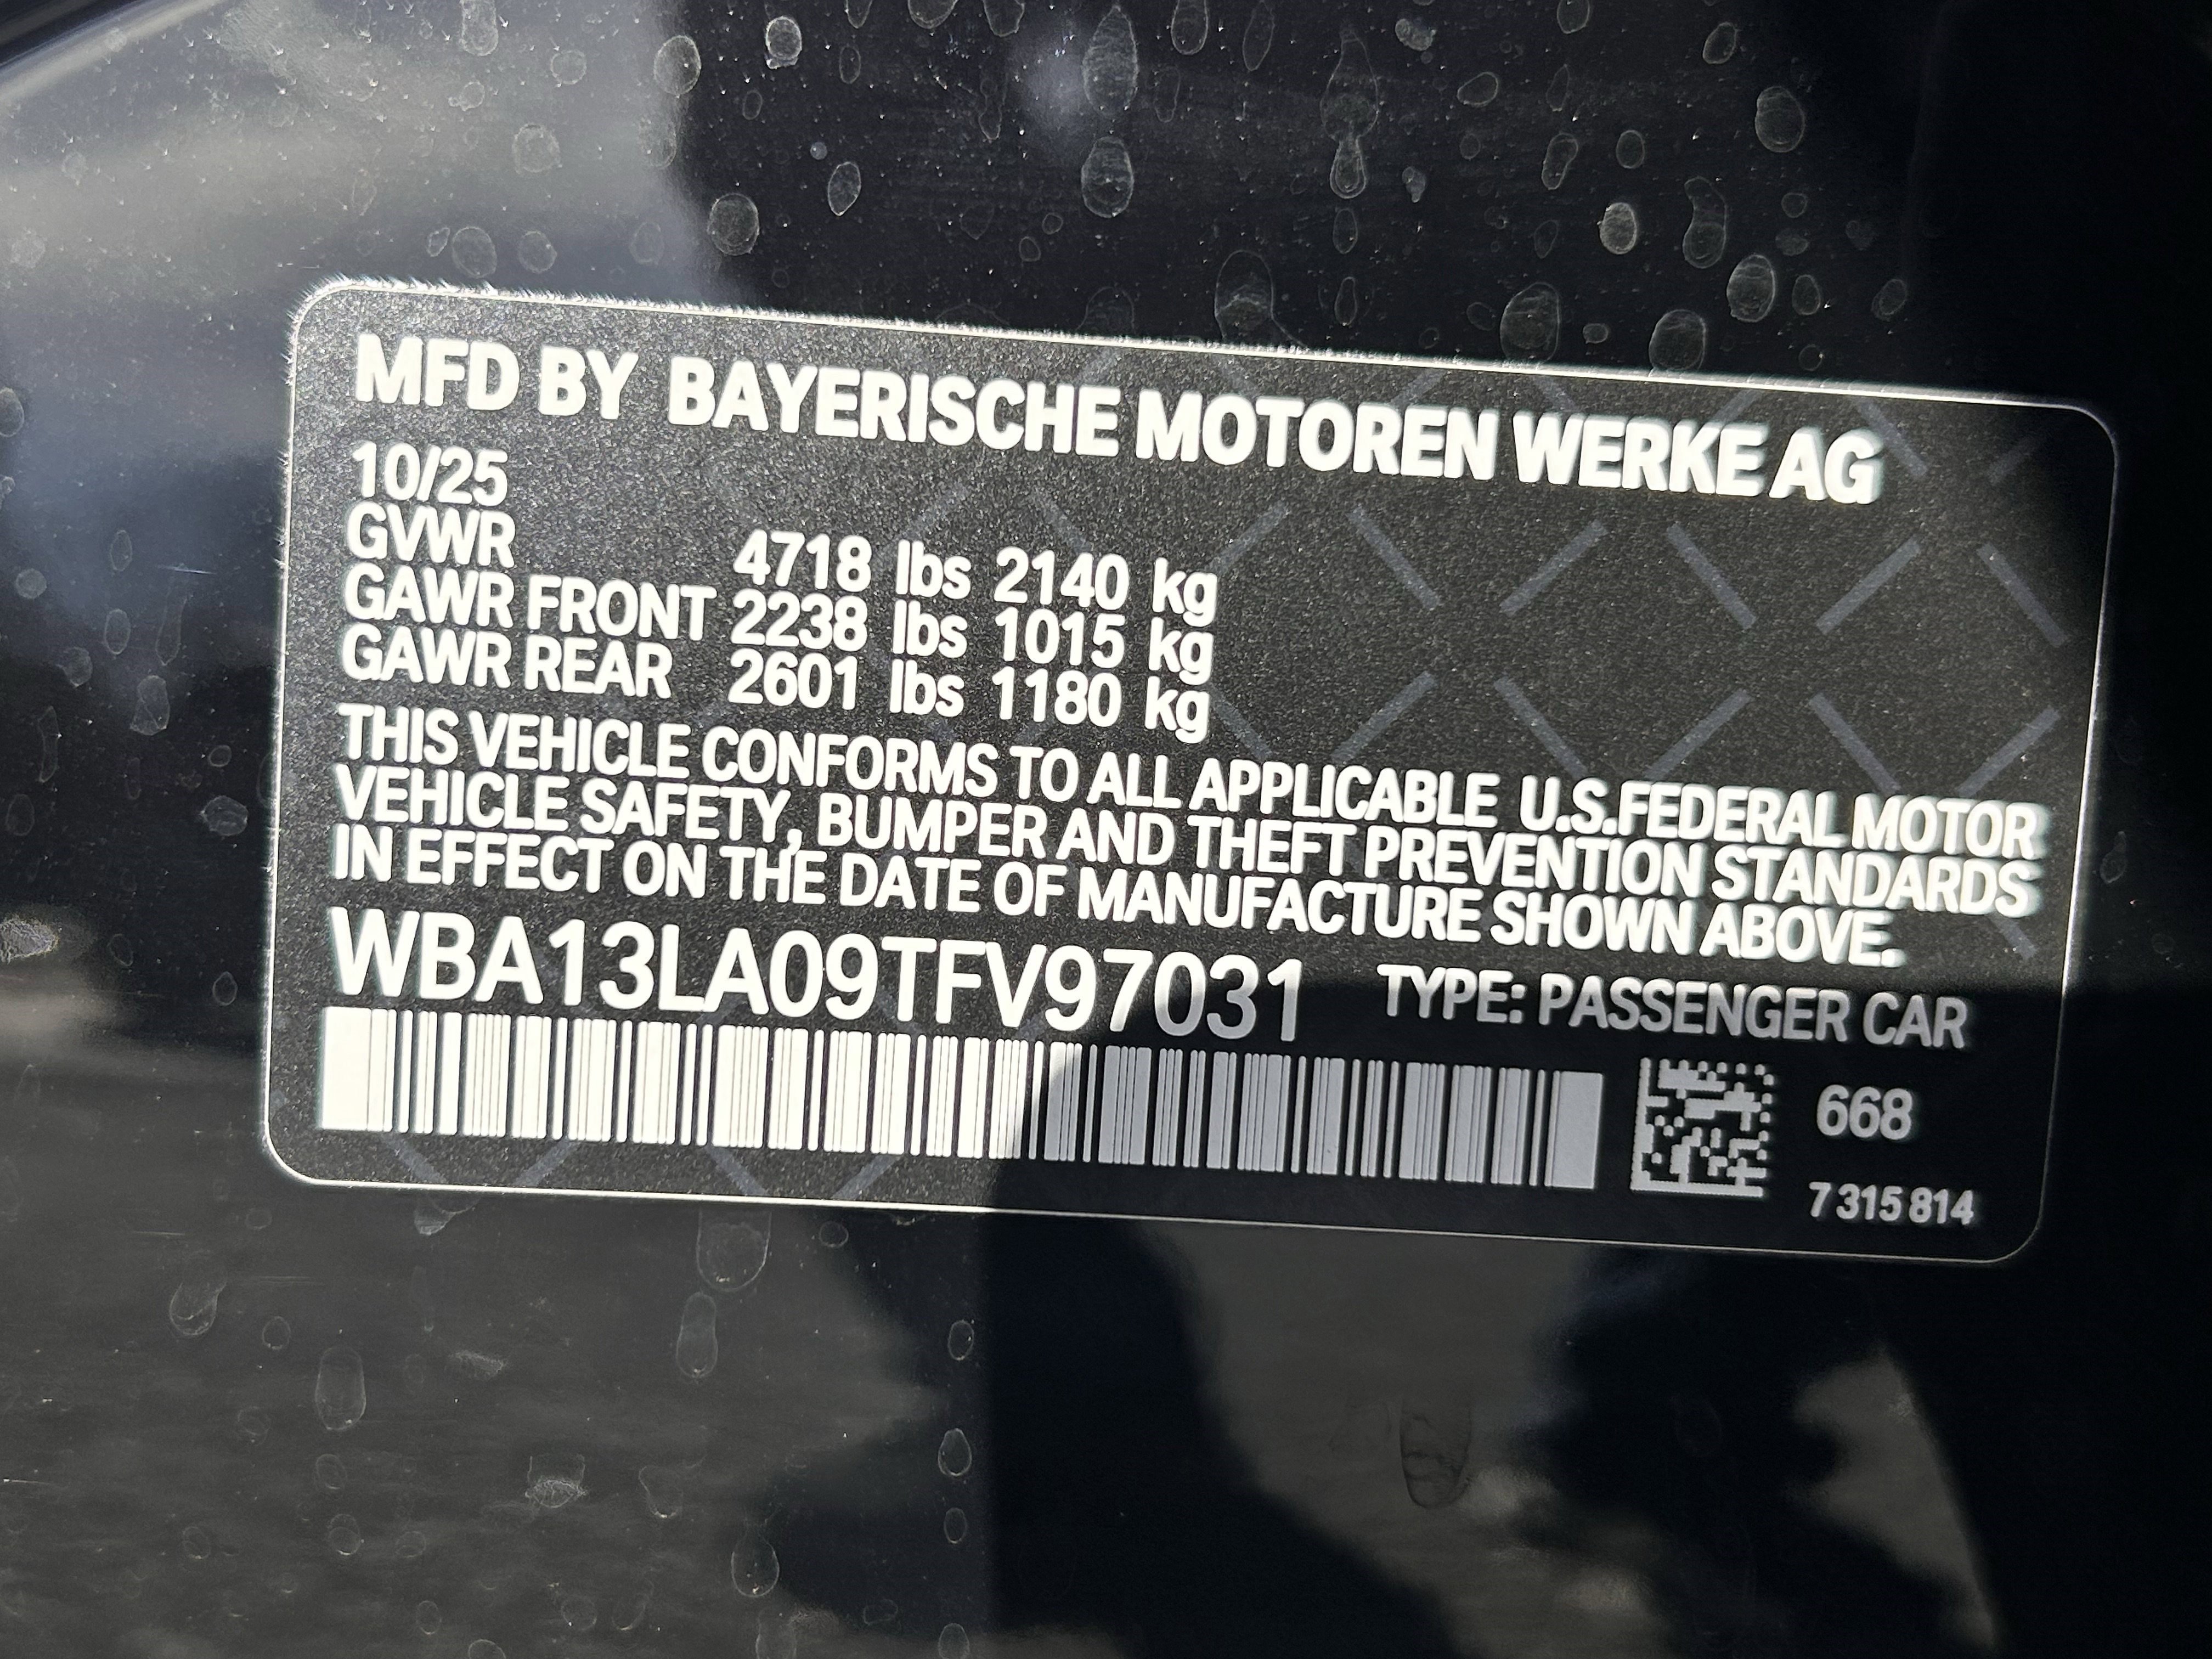 MFD BY BAYERISCHE MOTOREN WERKE AG
10/25
GVWR 4718 lbs 2140 kg
GAWR FRONT 2238 lbs 1015 kg
GAWR REAR 2601 lbs 1180 kg
THIS VEHICLE CONFORMS TO ALL APPLICABLE U.S.FEDERAL MOTOR
VEHICLE SAFETY, BUMPER AND THEFT PREVENTION STANDARDS
IN EFFECT ON THE DATE OF MANUFACTURE SHOWN ABOVE.
WBA13LA09TFV97031 TYPE: PASSENGER CAR
668
7 315 814